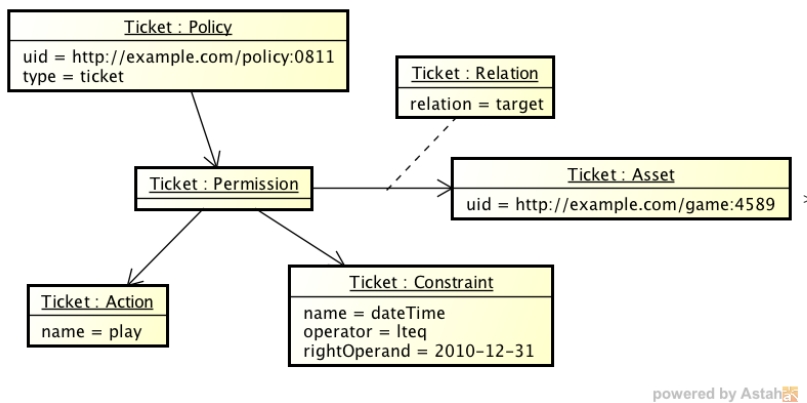 Ticket : Policy
uid = http://example.com/policy:0811
type = ticket
Ticket : Relation
relation = target
Ticket : Permission
Ticket : Asset
uid = http://example.com/game:4589
Ticket : Action
name = play
Ticket : Constraint
name = dateTime
operator = lteq
rightOperand = 2010-12-31
powered by Astah